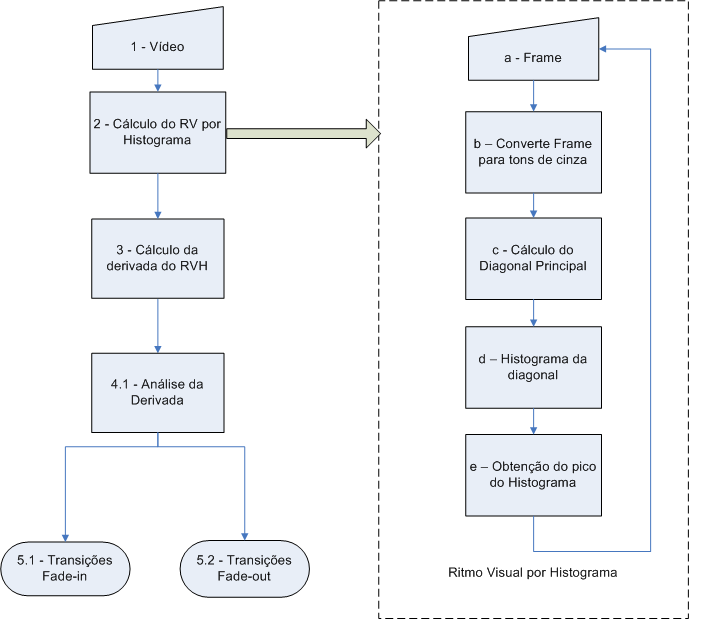 1 - Vídeo
2 - Cálculo do RV por
Histograma
3 - Cálculo da
derivada do RVH
4.1 - Análise da
Derivada
5.1 - Transições
Fade-in
5.2 - Transições
Fade-out
a - Frame
b – Converte Frame
para tons de cinza
c - Cálculo do
Diagonal Principal
d – Histograma da
diagonal
e – Obtenção do pico
do Histograma
Ritmo Visual por Histograma